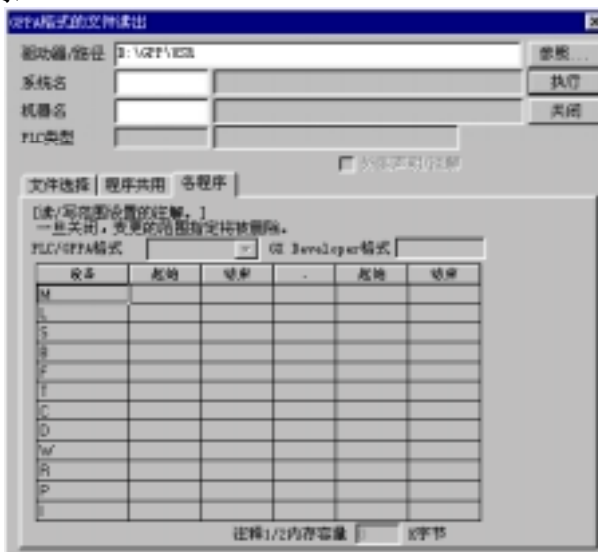 GPPA格式的文件读出
驱动器/路径 D:\GPP\USR 参照...
系统名 执行
机器名 关闭
PLC类型
文件选择 程序共用 各程序
[读/写范围设置的注解。]
一旦关闭，变更的范围指定将被删除。
PLC/GPPA格式 GX Developer格式
设备 起始 结束 - 起始 结束
M
L
S
B
F
T
C
D
W
R
P
I
注释1/2内存容量 K字节